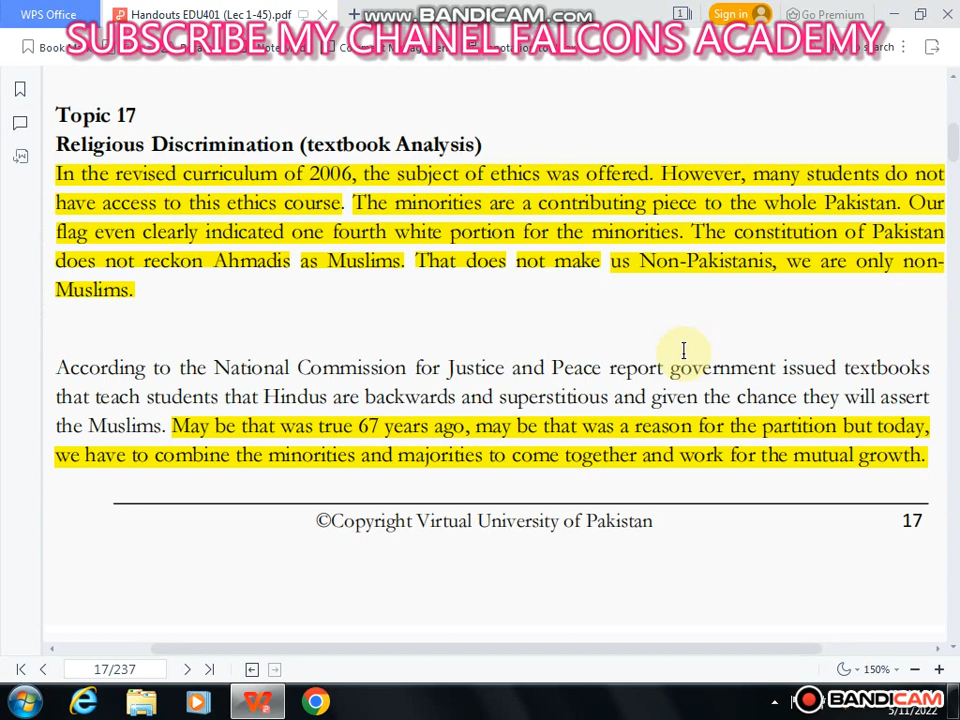 WPS Office
Handouts EDU401 (Lec 1-45).pdf
www.BANDICAM.com
Sign in
Go Premium
SUBSCRIBE MY CHANEL FALCONS ACADEMY
Topic 17
Religious Discrimination (textbook Analysis)
In the revised curriculum of 2006, the subject of ethics was offered. However, many students do not
have access to this ethics course. The minorities are a contributing piece to the whole Pakistan. Our
flag even clearly indicated one fourth white portion for the minorities. The constitution of Pakistan
does not reckon Ahmadis as Muslims. That does not make us Non-Pakistanis, we are only non-
Muslims.
According to the National Commission for Justice and Peace report government issued textbooks
that teach students that Hindus are backwards and superstitious and given the chance they will assert
the Muslims. May be that was true 67 years ago, may be that was a reason for the partition but today,
we have to combine the minorities and majorities to come together and work for the mutual growth.
©Copyright Virtual University of Pakistan 17
17/237
150%
BANDICAM
5/11/2022